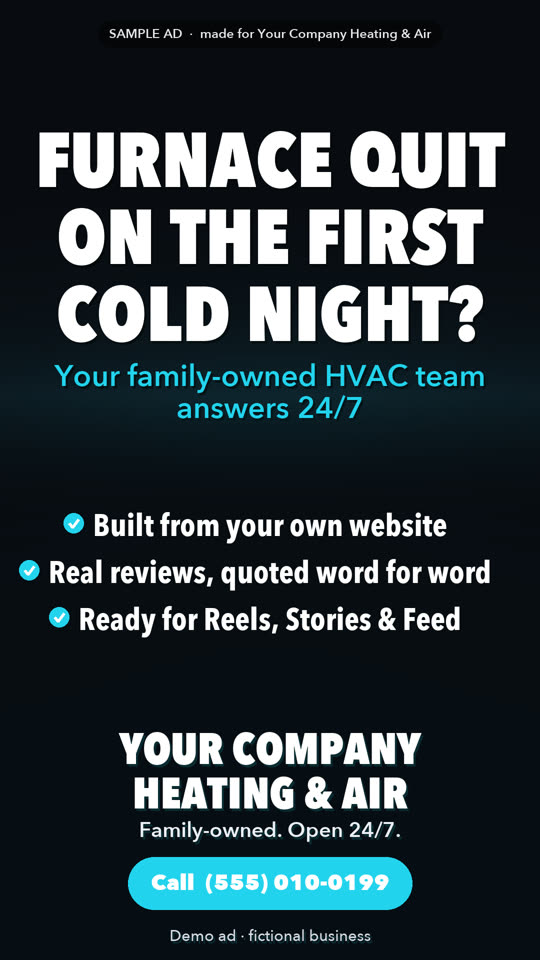 SAMPLE AD · made for Your Company Heating & Air
FURNACE QUIT
ON THE FIRST
COLD NIGHT?
Your family-owned HVAC team
answers 24/7
Built from your own website
Real reviews, quoted word for word
Ready for Reels, Stories & Feed
YOUR COMPANY
HEATING & AIR
Family-owned. Open 24/7.
Call (555) 010-0199
Demo ad · fictional business